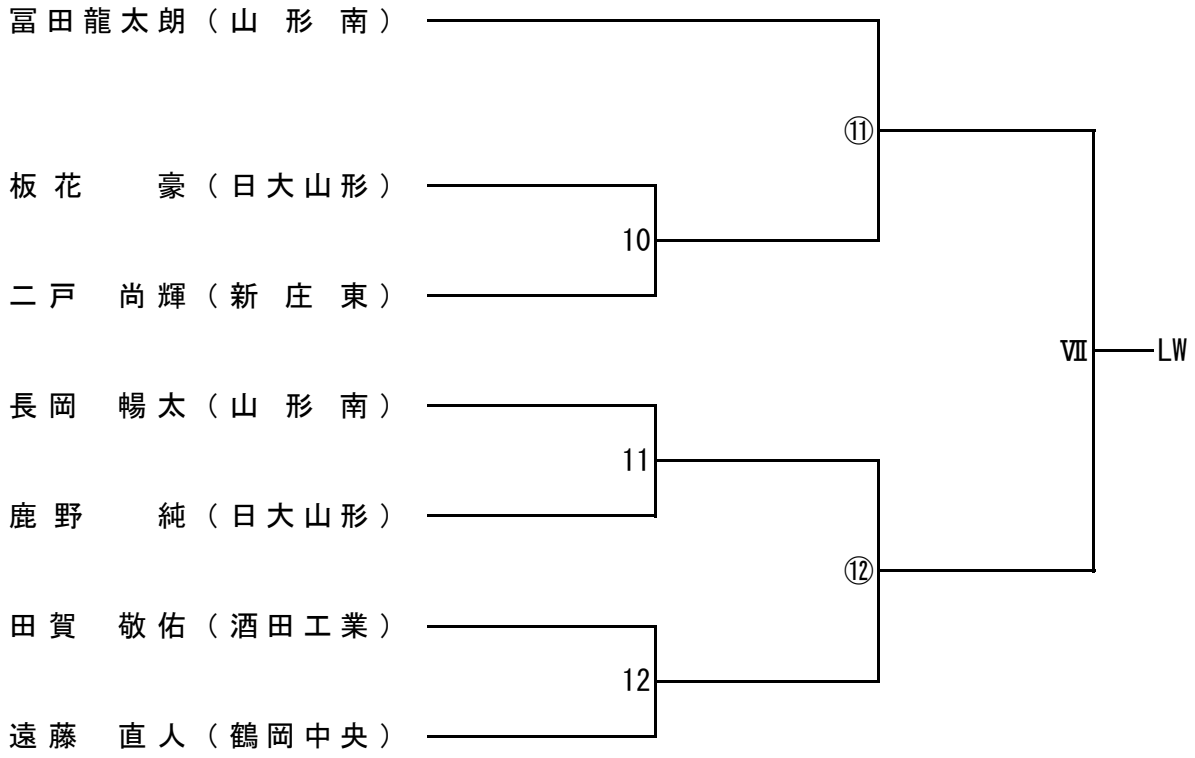 冨田龍太朗（山形南）
⑪
板花　豪（日大山形）
10
二戸　尚輝（新庄東）
Ⅶ LW
長岡　暢太（山形南）
11
鹿野　純（日大山形）
⑫
田賀　敬佑（酒田工業）
12
遠藤　直人（鶴岡中央）